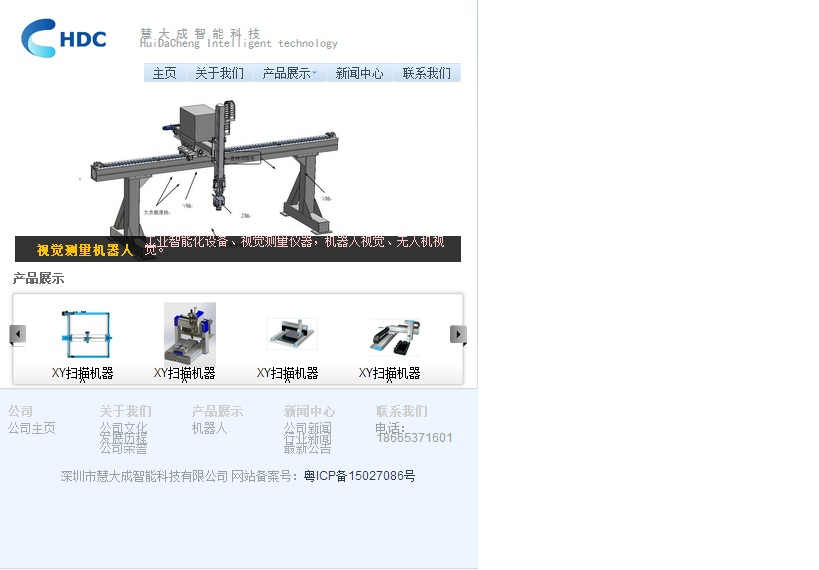 HDC
慧大成智能科技
HuiDaCheng Intelligent technology
主页 关于我们 产品展示 新闻中心 联系我们
X轴
Y轴
Z轴
视觉测量机器人
工业智能化设备、视觉测量仪器，机器人视觉、无人机视
觉。
产品展示
XY扫描机器 XY扫描机器 XY扫描机器 XY扫描机器
公司 关于我们 产品展示 新闻中心 联系我们
公司主页 公司文化 机器人 公司新闻 电话：
发展历程 行业新闻 18665371601
公司荣誉 最新公告
深圳市慧大成智能科技有限公司 网站备案号：粤ICP备15027086号